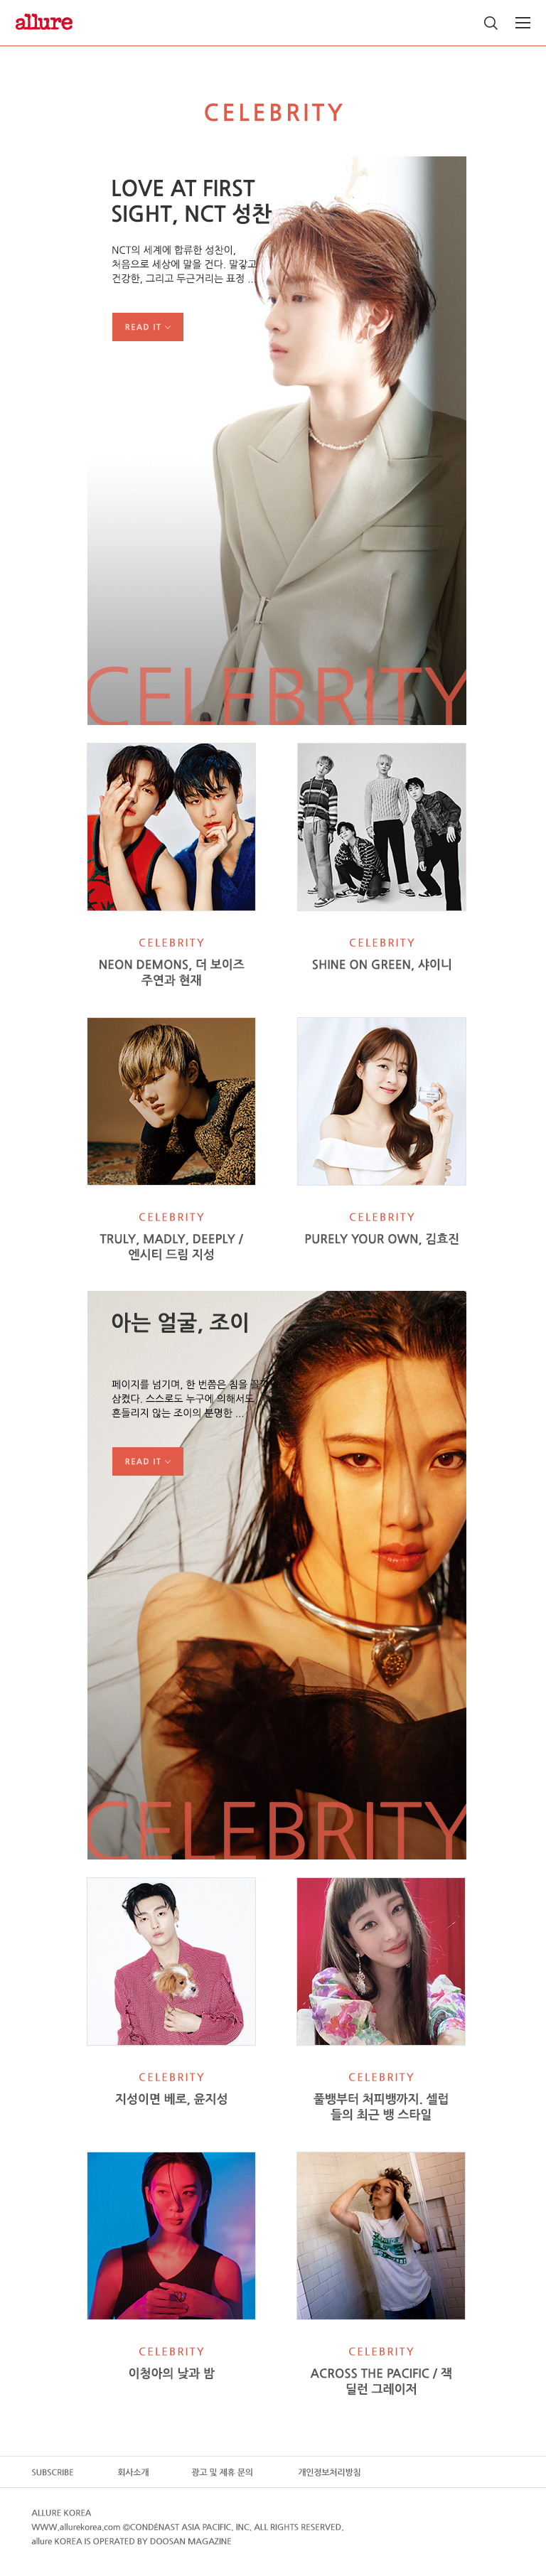 allure
CELEBRITY
LOVE AT FIRST
SIGHT, NCT 성찬
NCT의 세계에 합류한 성찬이,
처음으로 세상에 말을 건다. 말갛고
건강한, 그리고 두근거리는 표정 ...
READ IT
CELEBRITY
CELEBRITY
NEON DEMONS, 더 보이즈
주연과 현재
CELEBRITY
SHINE ON GREEN, 샤이니
CELEBRITY
TRULY, MADLY, DEEPLY /
엔시티 드림 지성
CELEBRITY
PURELY YOUR OWN, 김효진
아는 얼굴, 조이
페이지를 넘기며, 한 번쯤은 침을 꼴깍
삼켰다. 스스로도 누구에 의해서도
흔들리지 않는 조이의 분명한 ...
READ IT
CELEBRITY
CELEBRITY
지성이면 베로, 윤지성
CELEBRITY
풀뱅부터 처피뱅까지. 셀럽
들의 최근 뱅 스타일
CELEBRITY
이청아의 낮과 밤
CELEBRITY
ACROSS THE PACIFIC / 잭
딜런 그레이저
SUBSCRIBE 회사소개 광고 및 제휴 문의 개인정보처리방침
ALLURE KOREA
WWW.allurekorea.com ©CONDÉNAST ASIA PACIFIC, INC. ALL RIGHTS RESERVED.
allure KOREA IS OPERATED BY DOOSAN MAGAZINE